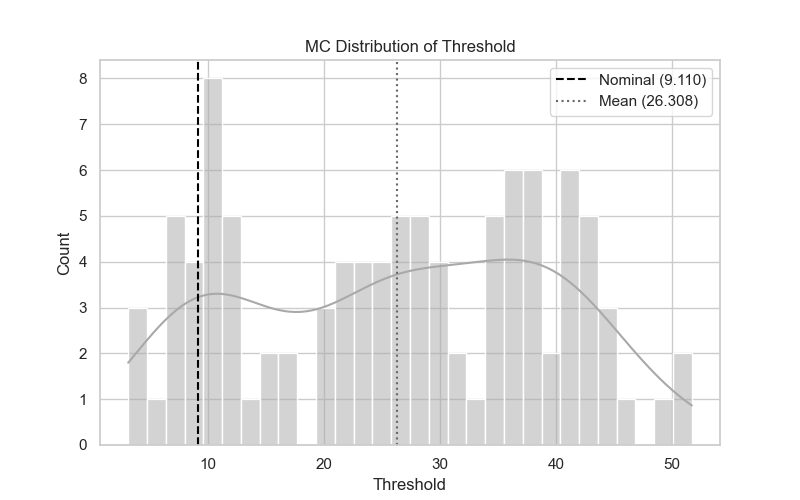 MC Distribution of Threshold
Nominal (9.110)
Mean (26.308)
8
7
6
5
4
3
2
1
0
Count
10 20 30 40 50
Threshold